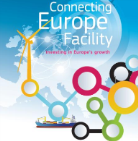 Connecting
Europe
Facility
Investing in Europe's growth